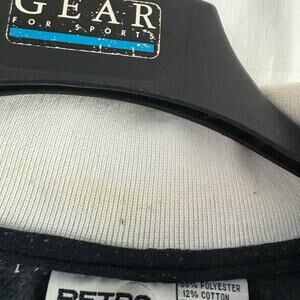 GEAR
FOR SPORTS
RETRO
88% POLYESTER
12% COTTON